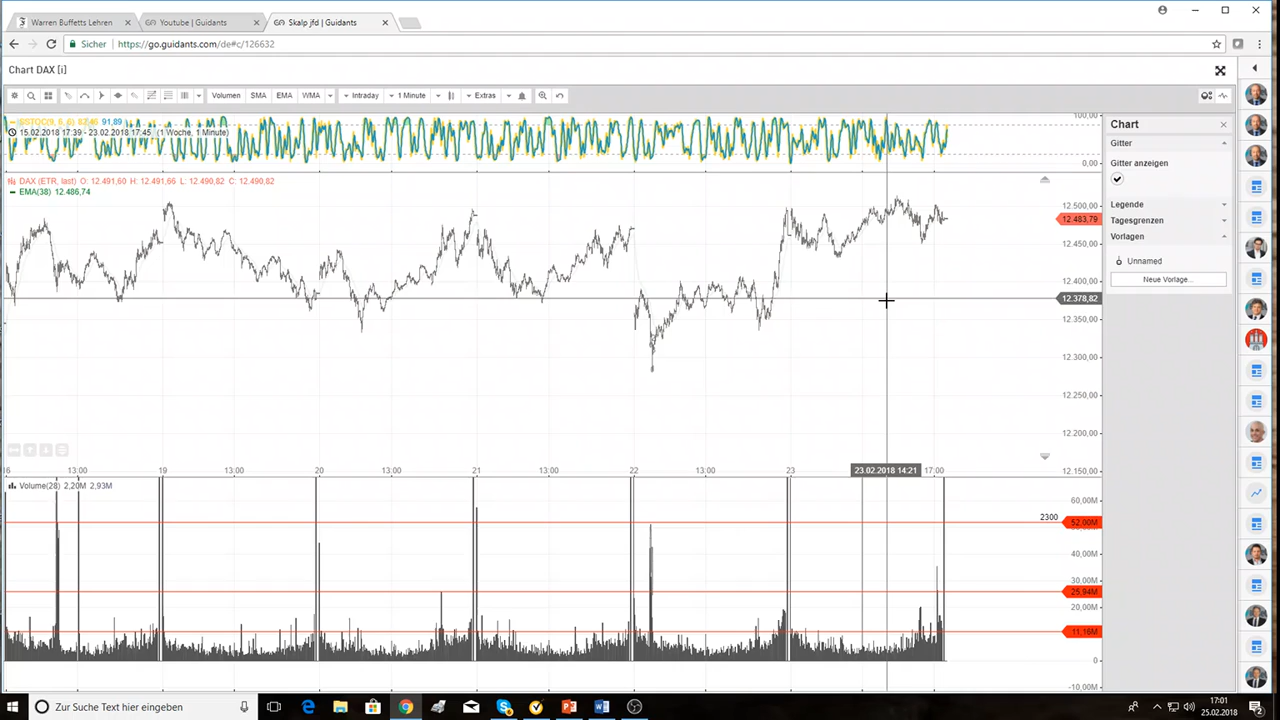 Warren Buffetts Lehren
Youtube | Guidants
Skalp jfd | Guidants
Sicher
https://go.guidants.com/de#c/126632
Chart DAX [i]
Volumen
SMA
EMA
WMA
Intraday
1 Minute
Extras
SSTOC(9, 6, 6) 91,89
15.02.2018 17:39 - 23.02.2018 17:45 (1 Woche, 1 Minute)
100,00
0,00
DAX (ETR, last) O: 12.491,60 H: 12.491,66 L: 12.490,82 C: 12.490,82
EMA(38) 12.486,74
12.500,00
12.483,79
12.450,00
12.400,00
12.378,82
12.350,00
12.300,00
12.250,00
12.200,00
12.150,00
16 13:00 19 13:00 20 13:00 21 13:00 22 13:00 23 23.02.2018 14:21 17:00
Volume(28) 2,20M 2,93M
60,00M
2300
52,00M
40,00M
30,00M
25,94M
20,00M
11,16M
0
-10,00M
Chart
Gitter
Gitter anzeigen
Legende
Tagesgrenzen
Vorlagen
Unnamed
Neue Vorlage...
Zur Suche Text hier eingeben
17:01
25.02.2018
2